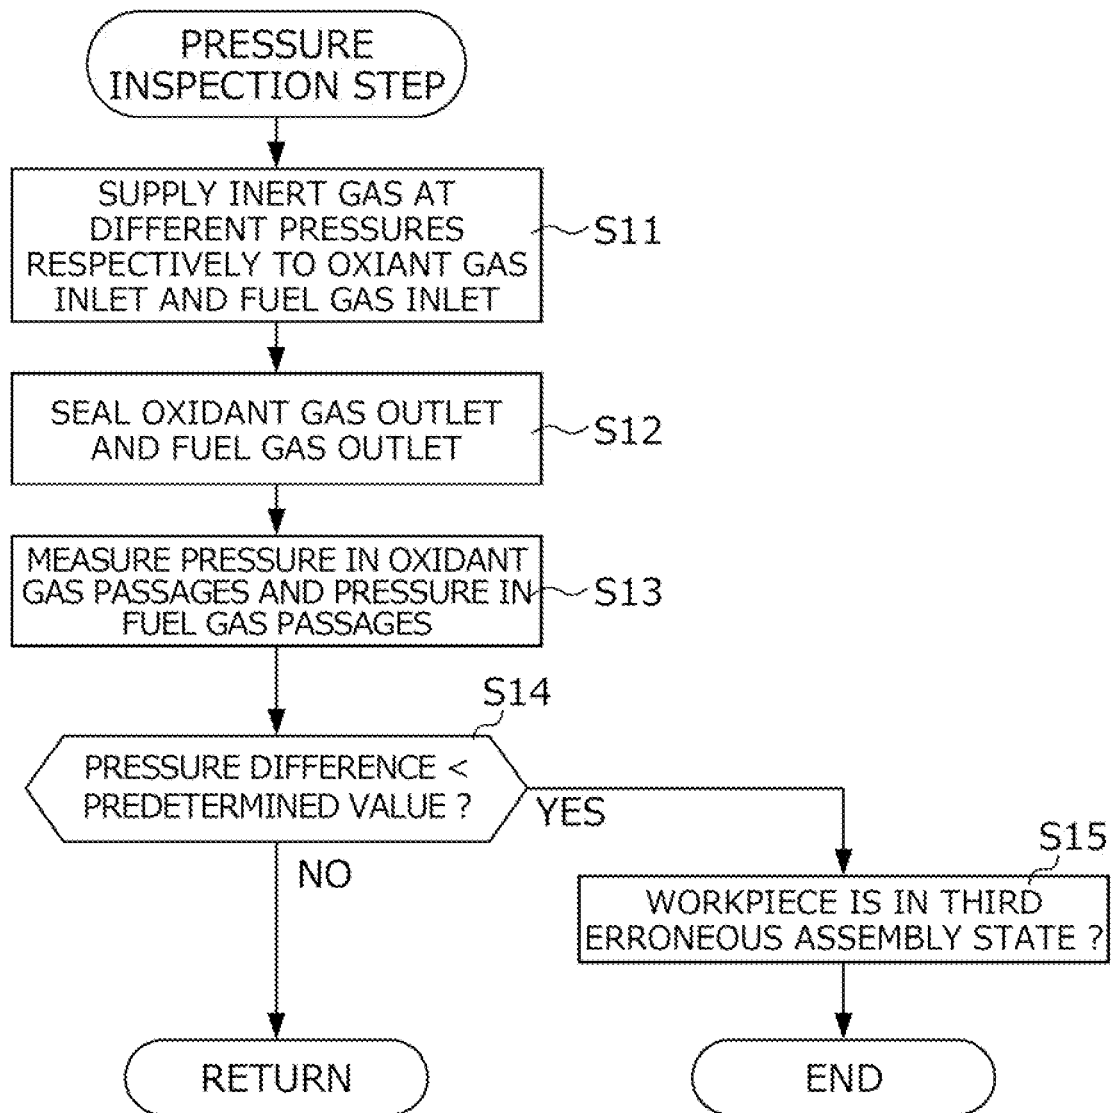 PRESSURE
INSPECTION STEP
SUPPLY INERT GAS AT
DIFFERENT PRESSURES
RESPECTIVELY TO OXIANT GAS
INLET AND FUEL GAS INLET
S11
SEAL OXIDANT GAS OUTLET
AND FUEL GAS OUTLET
S12
MEASURE PRESSURE IN OXIDANT
GAS PASSAGES AND PRESSURE IN
FUEL GAS PASSAGES
S13
S14
PRESSURE DIFFERENCE <
PREDETERMINED VALUE ?
YES
NO
S15
WORKPIECE IS IN THIRD
ERRONEOUS ASSEMBLY STATE ?
RETURN
END